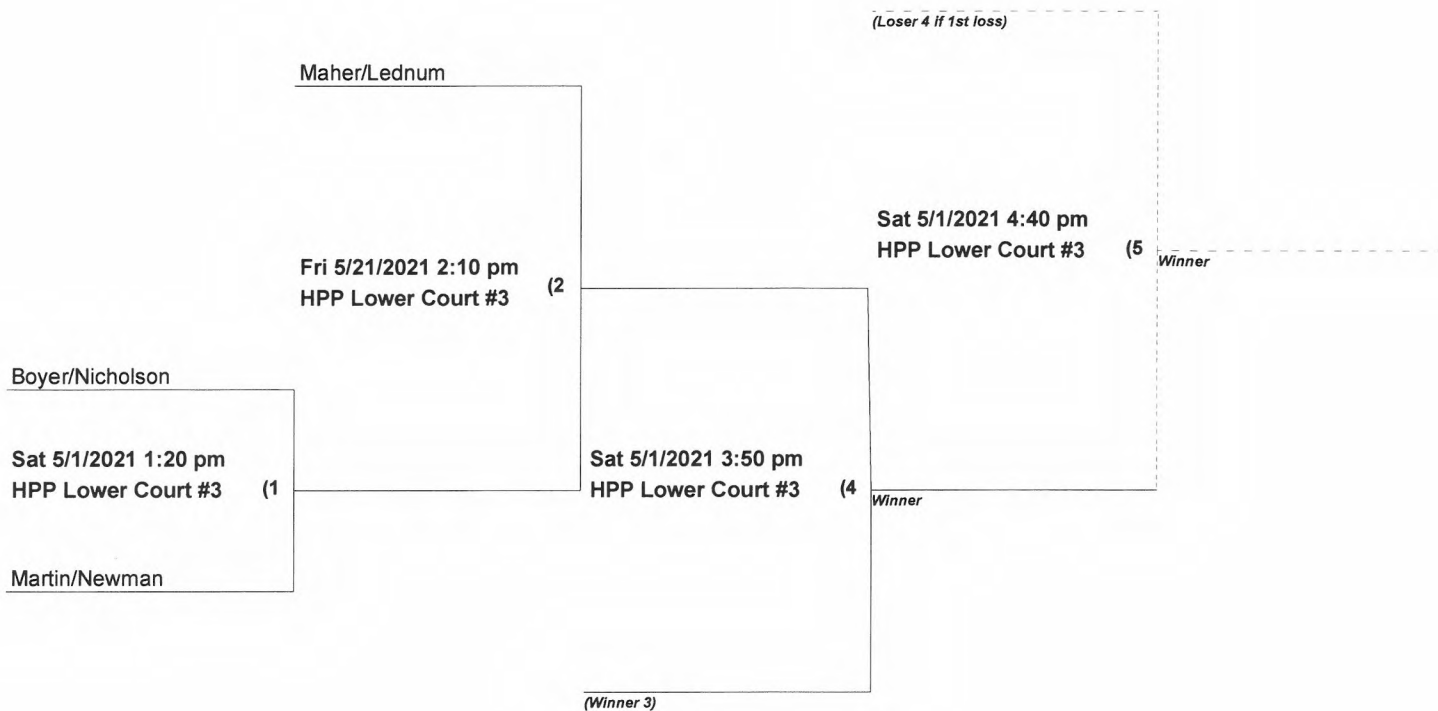 (Loser 4 if 1st loss)
Maher/Lednum
Sat 5/1/2021 4:40 pm
HPP Lower Court #3 (5
Winner
Fri 5/21/2021 2:10 pm
HPP Lower Court #3 (2
Boyer/Nicholson
Sat 5/1/2021 1:20 pm
HPP Lower Court #3 (1
Sat 5/1/2021 3:50 pm
HPP Lower Court #3 (4
Winner
Martin/Newman
(Winner 3)